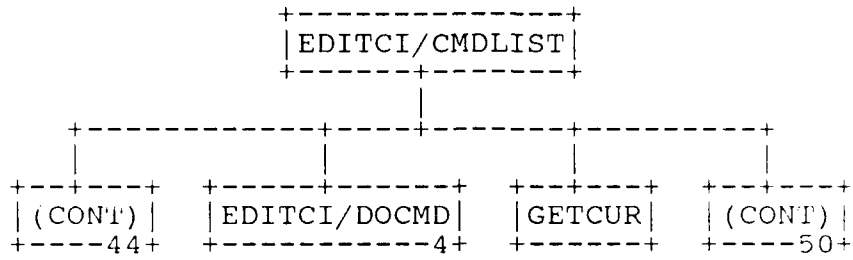 EDITCI/CMDLIST
(CONT) EDITCI/DOCMD GETCUR (CONT)
44 4 50